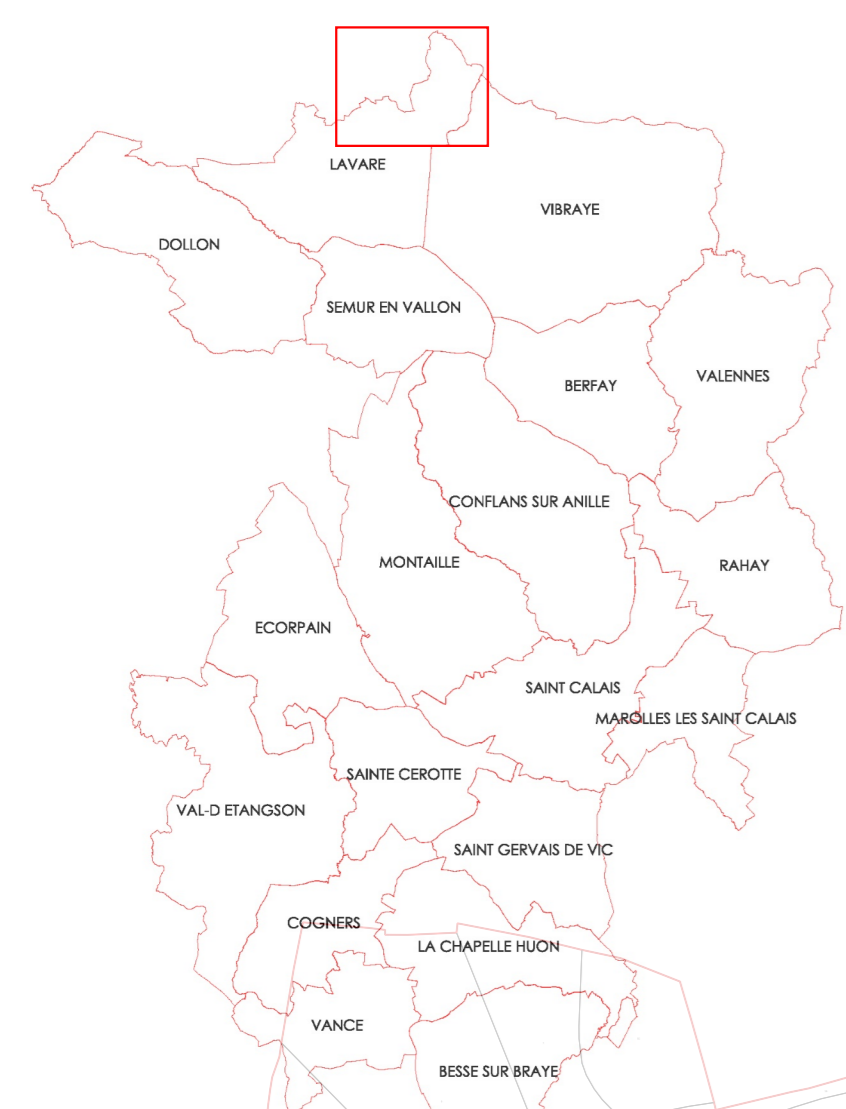 LAVARE
VIBRAYE
DOLLON
SEMUR EN VALLON
VALENNES
BERFAY
CONFLANS SUR ANILLE
MONTAILLE
RAHAY
ECORPAIN
SAINT CALAIS
MAROLLES LES SAINT CALAIS
SAINTE CEROTTE
VAL-D ETANGSON
SAINT GERVAIS DE VIC
COGNERS
LA CHAPELLE HUON
VANCE
BESSE SUR BRAYE